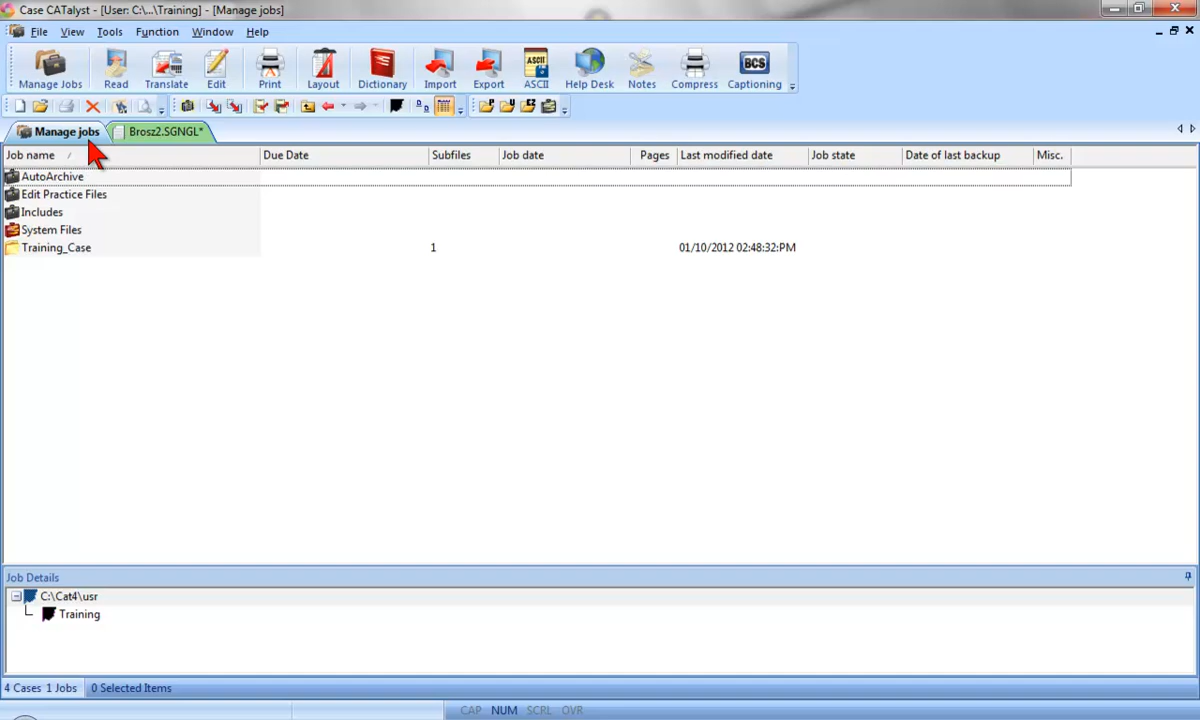 Case CATalyst - [User: C:\...\Training] - [Manage jobs]
File View Tools Function Window Help
Manage Jobs Read Translate Edit Print Layout Dictionary Import Export ASCII Help Desk Notes Compress Captioning
ASCII
BCS
Manage jobs Brosz2.SGNGL*
Job name Due Date Subfiles Job date Pages Last modified date Job state Date of last backup Misc.
AutoArchive
Edit Practice Files
Includes
System Files
Training_Case 1 01/10/2012 02:48:32:PM
Job Details
C:\Cat4\usr
Training
4 Cases 1 Jobs 0 Selected Items
CAP NUM SCRL OVR